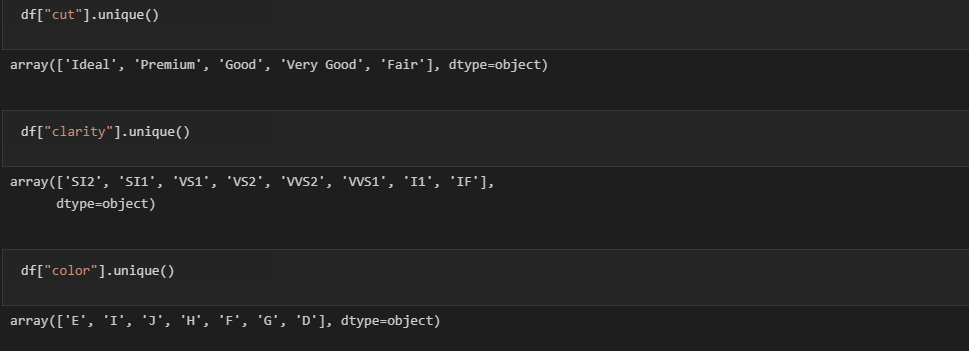 df["cut"].unique()
array(['Ideal', 'Premium', 'Good', 'Very Good', 'Fair'], dtype=object)
df["clarity"].unique()
array(['SI2', 'SI1', 'VS1', 'VS2', 'VVS2', 'VVS1', 'I1', 'IF'],
      dtype=object)
df["color"].unique()
array(['E', 'I', 'J', 'H', 'F', 'G', 'D'], dtype=object)